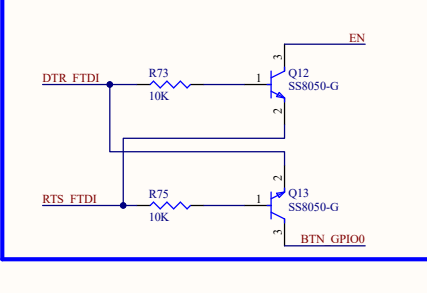 EN
3
R73
Q12
DTR_FTDI
1
SS8050-G
10K
2
2
R75
Q13
RTS_FTDI
1
SS8050-G
10K
3
BTN_GPIO0